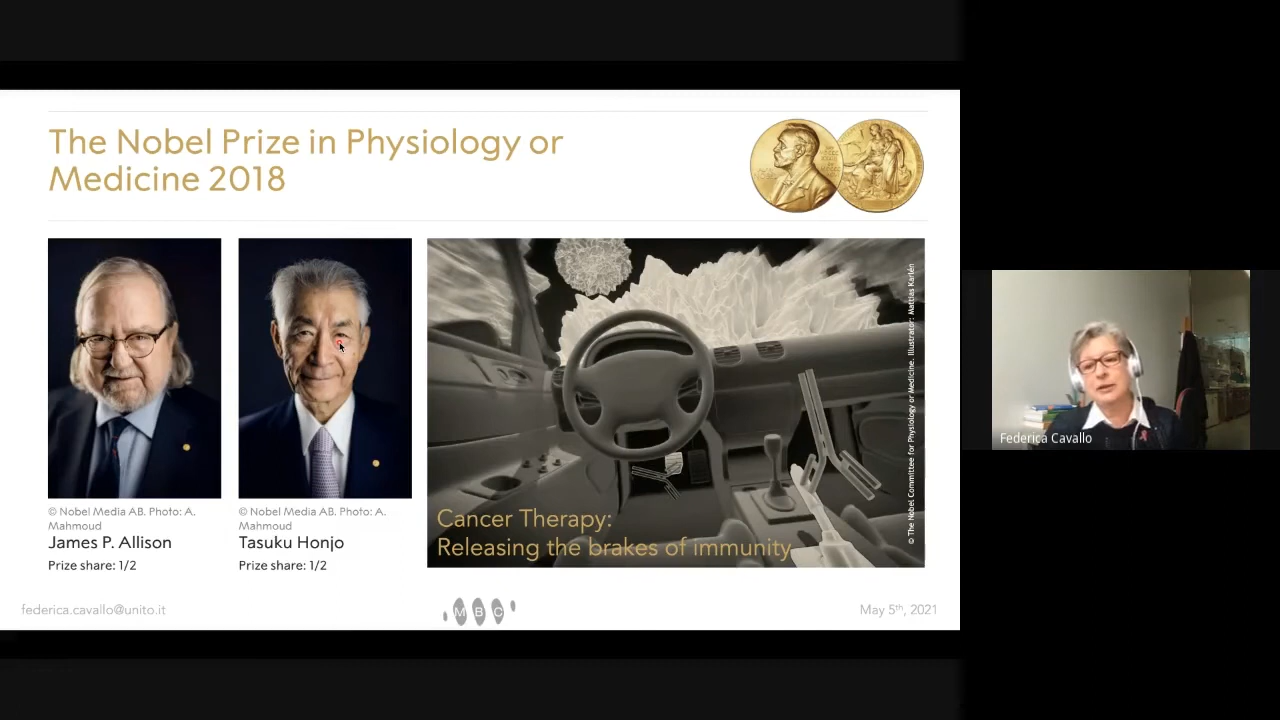 The Nobel Prize in Physiology or
Medicine 2018
© Nobel Media AB. Photo: A.
Mahmoud
James P. Allison
Prize share: 1/2
© Nobel Media AB. Photo: A.
Mahmoud
Tasuku Honjo
Prize share: 1/2
Cancer Therapy:
Releasing the brakes of immunity
© The Nobel Committee for Physiology or Medicine. Illustrator: Mattias Karlén
federica.cavallo@unito.it
MBC
May 5th, 2021
Federica Cavallo